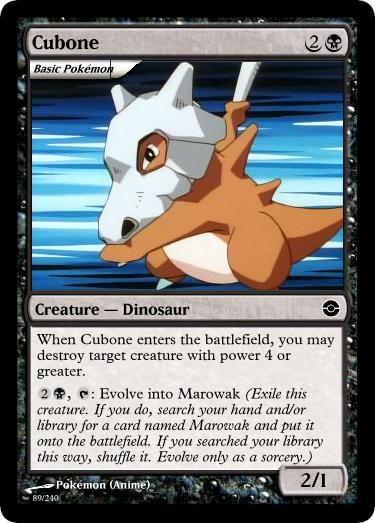 Cubone 2
Basic Pokémon
Creature — Dinosaur
When Cubone enters the battlefield, you may
destroy target creature with power 4 or
greater.
2 , : Evolve into Marowak (Exile this
creature. If you do, search your hand and/or
library for a card named Marowak and put it
onto the battlefield. If you searched your library
this way, shuffle it. Evolve only as a sorcery.)
2/1
Pokémon (Anime)
89/240